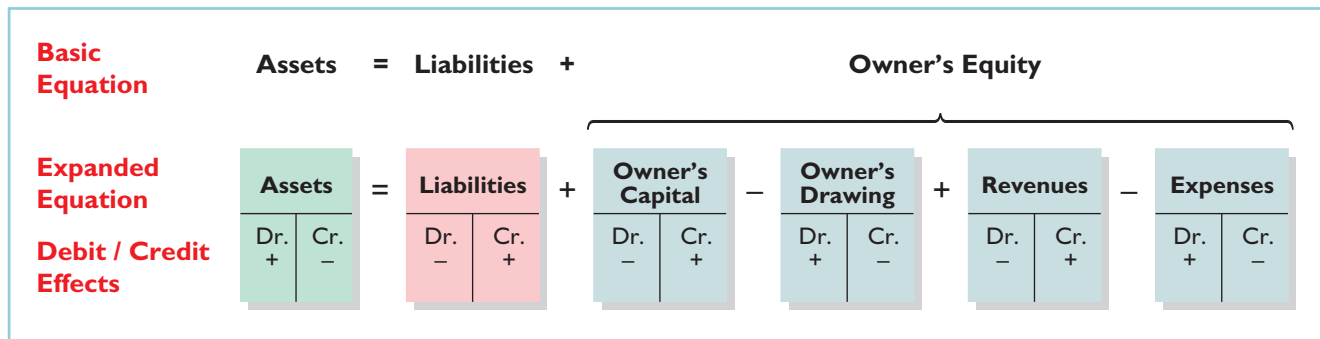 Basic
Equation
Assets = Liabilities + Owner's Equity
Expanded
Equation
Assets = Liabilities + Owner's Capital – Owner's Drawing + Revenues – Expenses
Debit / Credit
Effects
Dr. Cr. Dr. Cr. Dr. Cr. Dr. Cr. Dr. Cr. Dr. Cr.
+ – – + – + + – – + + –